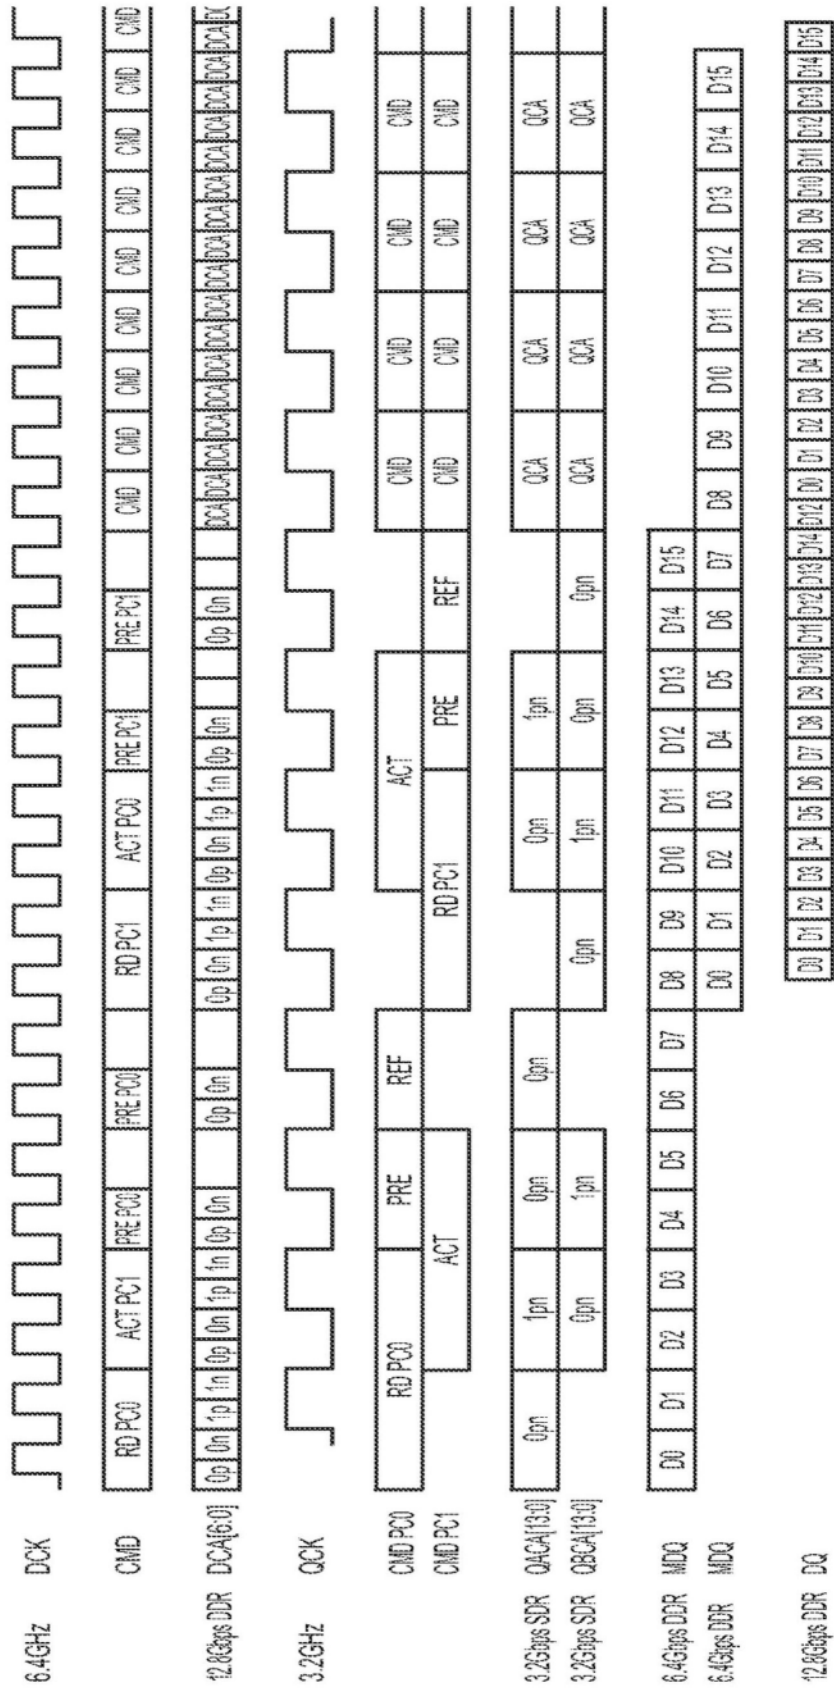 6.4GHz DCK
CMD RD PC0 ACT PC1 PRE PC0 PRE PC0 RD PC1 ACT PC0 PRE PC1 PRE PC1 CMD CMD CMD CMD CMD CMD CMD CMD CMD
12.8Gbps DDR DCA[6:0] 0p 0n 1p 1n 0p 0n 1p 1n 0p 0n 0p 0n 0p 0n 1p 1n 0p 0n 1p 1n 0p 0n 0p 0n DCA DCA DCA DCA DCA DCA DCA DCA DCA DCA DCA DCA DCA DCA DCA DCA DCA DC
3.2GHz QCK
CMD PC0 RD PC0 PRE REF ACT CMD CMD CMD CMD
CMD PC1 ACT RD PC1 PRE REF CMD CMD CMD CMD
3.2Gbps SDR QACA[13:0] 0pn 1pn 0pn 0pn 0pn 1pn QCA QCA QCA QCA
3.2Gbps SDR QBCA[13:0] 0pn 1pn 0pn 1pn 0pn 0pn QCA QCA QCA QCA
6.4Gbps DDR MDQ D0 D1 D2 D3 D4 D5 D6 D7 D8 D9 D10 D11 D12 D13 D14 D15
6.4Gbps DDR MDQ D0 D1 D2 D3 D4 D5 D6 D7 D8 D9 D10 D11 D12 D13 D14 D15
12.8Gbps DDR DQ D0 D1 D2 D3 D4 D5 D6 D7 D8 D9 D10 D11 D12 D13 D14 D12 D0 D1 D2 D3 D4 D5 D6 D7 D8 D9 D10 D11 D12 D13 D14 D15